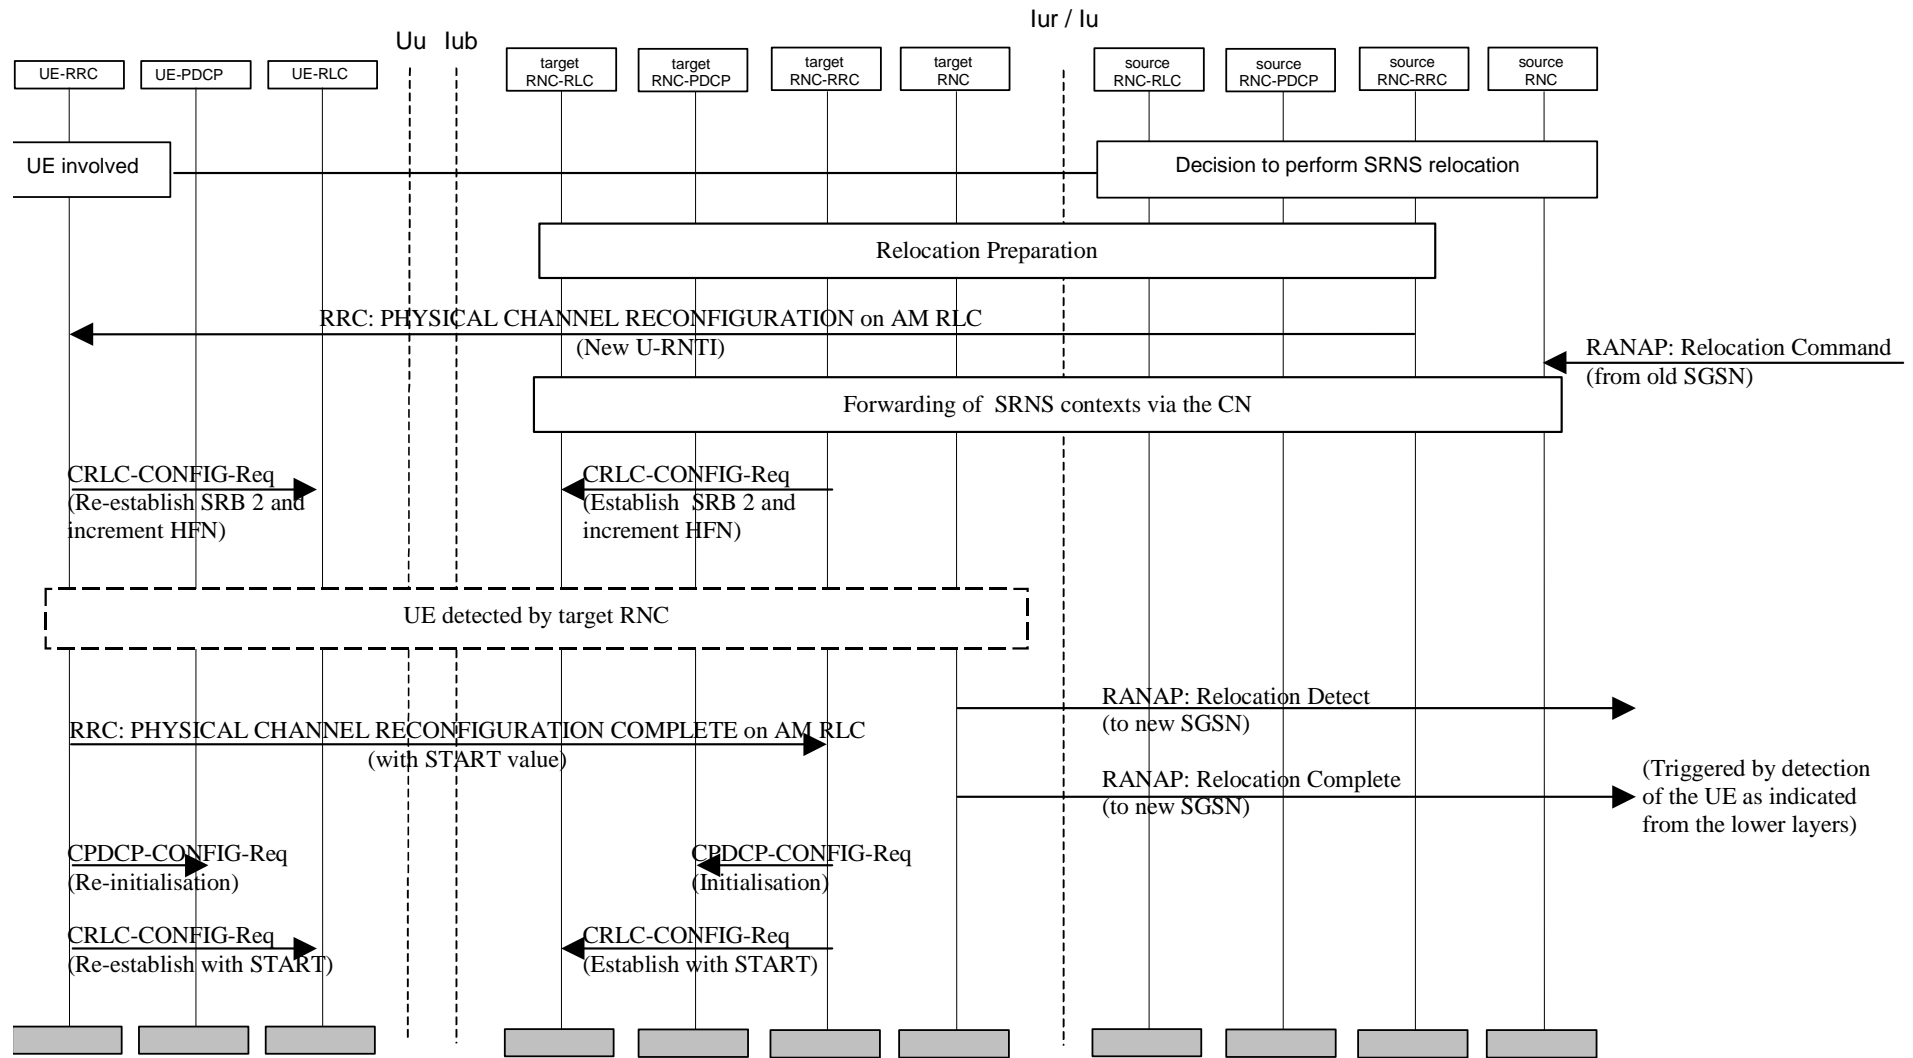 Iur / Iu
Uu
Iub
UE-RRC
UE-PDCP
UE-RLC
target
RNC-RLC
target
RNC-PDCP
target
RNC-RRC
target
RNC
source
RNC-RLC
source
RNC-PDCP
source
RNC-RRC
source
RNC
UE involved
Decision to perform SRNS relocation
Relocation Preparation
RRC: PHYSICAL CHANNEL RECONFIGURATION on AM RLC
(New U-RNTI)
RANAP: Relocation Command
(from old SGSN)
Forwarding of SRNS contexts via the CN
CRLC-CONFIG-Req
(Re-establish SRB 2 and
increment HFN)
CRLC-CONFIG-Req
(Establish SRB 2 and
increment HFN)
UE detected by target RNC
RANAP: Relocation Detect
(to new SGSN)
RRC: PHYSICAL CHANNEL RECONFIGURATION COMPLETE on AM RLC
(with START value)
RANAP: Relocation Complete
(to new SGSN)
(Triggered by detection
of the UE as indicated
from the lower layers)
CPDCP-CONFIG-Req
(Re-initialisation)
CPDCP-CONFIG-Req
(Initialisation)
CRLC-CONFIG-Req
(Re-establish with START)
CRLC-CONFIG-Req
(Establish with START)